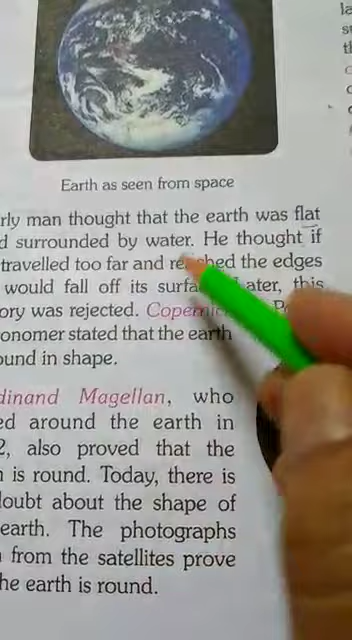 Earth as seen from space
rly man thought that the earth was flat
d surrounded by water. He thought if
travelled too far and reached the edges
would fall off its surfa ater, this
ory was rejected. Coperni
onomer stated that the earth
ound in shape.
dinand Magellan, who
ed around the earth in
2, also proved that the
is round. Today, there is
loubt about the shape of
earth. The photographs
from the satellites prove
he earth is round.